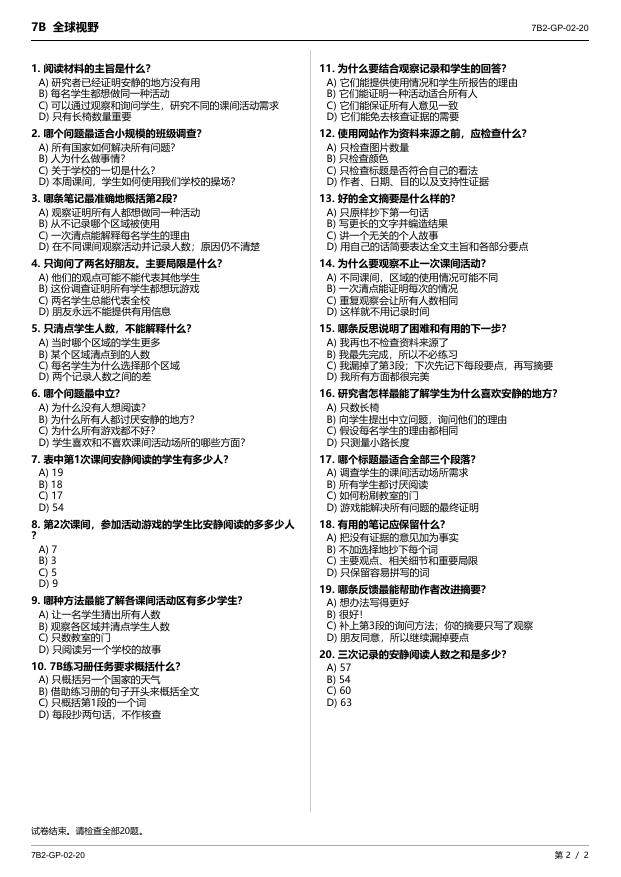 7B 全球视野
7B2-GP-02-20
1. 阅读材料的主旨是什么?
A) 研究者已经证明安静的地方没有用
B) 每名学生都想做同一种活动
C) 可以通过观察和询问学生，研究不同的课间活动需求
D) 只有长椅数量重要
2. 哪个问题最适合小规模的班级调查?
A) 所有国家如何解决所有问题?
B) 人为什么做事情?
C) 关于学校的一切是什么?
D) 本周课间，学生如何使用我们学校的操场?
3. 哪条笔记最准确地概括第2段?
A) 观察证明所有人都想做同一种活动
B) 从不记录哪个区域被使用
C) 一次清点能解释每名学生的理由
D) 在不同课间观察活动并记录人数；原因仍不清楚
4. 只询问了两名好朋友。主要局限是什么?
A) 他们的观点可能不能代表其他学生
B) 这份调查证明所有学生都想玩游戏
C) 两名学生总能代表全校
D) 朋友永远不能提供有用信息
5. 只清点学生人数，不能解释什么?
A) 当时哪个区域的学生更多
B) 某个区域清点到的人数
C) 每名学生为什么选择那个区域
D) 两个记录人数之间的差
6. 哪个问题最中立?
A) 为什么没有人想阅读?
B) 为什么所有人都讨厌安静的地方?
C) 为什么所有游戏都不好?
D) 学生喜欢和不喜欢课间活动场所的哪些方面?
7. 表中第1次课间安静阅读的学生有多少人?
A) 19
B) 18
C) 17
D) 54
8. 第2次课间，参加活动游戏的学生比安静阅读的多多少人
?
A) 7
B) 3
C) 5
D) 9
9. 哪种方法最能了解各课间活动区有多少学生?
A) 让一名学生猜出所有人数
B) 观察各区域并清点学生人数
C) 只数教室的门
D) 只阅读另一个学校的故事
10. 7B练习册任务要求概括什么?
A) 只概括另一个国家的天气
B) 借助练习册的句子开头来概括全文
C) 只概括第1段的一个词
D) 每段抄两句话，不作核查
11. 为什么要结合观察记录和学生的回答?
A) 它们能提供使用情况和学生所报告的理由
B) 它们能证明一种活动适合所有人
C) 它们能保证所有人意见一致
D) 它们能免去核查证据的需要
12. 使用网站作为资料来源之前，应检查什么?
A) 只检查图片数量
B) 只检查颜色
C) 只检查标题是否符合自己的看法
D) 作者、日期、目的以及支持性证据
13. 好的全文摘要是什么样的?
A) 只原样抄下第一句话
B) 写更长的文字并编造结果
C) 讲一个无关的个人故事
D) 用自己的话简要表达全文主旨和各部分要点
14. 为什么要观察不止一次课间活动?
A) 不同课间，区域的使用情况可能不同
B) 一次清点能证明每次的情况
C) 重复观察会让所有人数相同
D) 这样就不用记录时间
15. 哪条反思说明了困难和有用的下一步?
A) 我再也不检查资料来源了
B) 我最先完成，所以不必练习
C) 我漏掉了第3段；下次先记下每段要点，再写摘要
D) 我所有方面都很完美
16. 研究者怎样最能了解学生为什么喜欢安静的地方?
A) 只数长椅
B) 向学生提出中立问题，询问他们的理由
C) 假设每名学生的理由都相同
D) 只测量小路长度
17. 哪个标题最适合全部三个段落?
A) 调查学生的课间活动场所需求
B) 所有学生都讨厌阅读
C) 如何粉刷教室的门
D) 游戏能解决所有问题的最终证明
18. 有用的笔记应保留什么?
A) 把没有证据的意见加为事实
B) 不加选择地抄下每个词
C) 主要观点、相关细节和重要局限
D) 只保留容易拼写的词
19. 哪条反馈最能帮助作者改进摘要?
A) 想办法写得更好
B) 很好!
C) 补上第3段的询问方法；你的摘要只写了观察
D) 朋友同意，所以继续漏掉要点
20. 三次记录的安静阅读人数之和是多少?
A) 57
B) 54
C) 60
D) 63
试卷结束。请检查全部20题。
7B2-GP-02-20
第 2 / 2